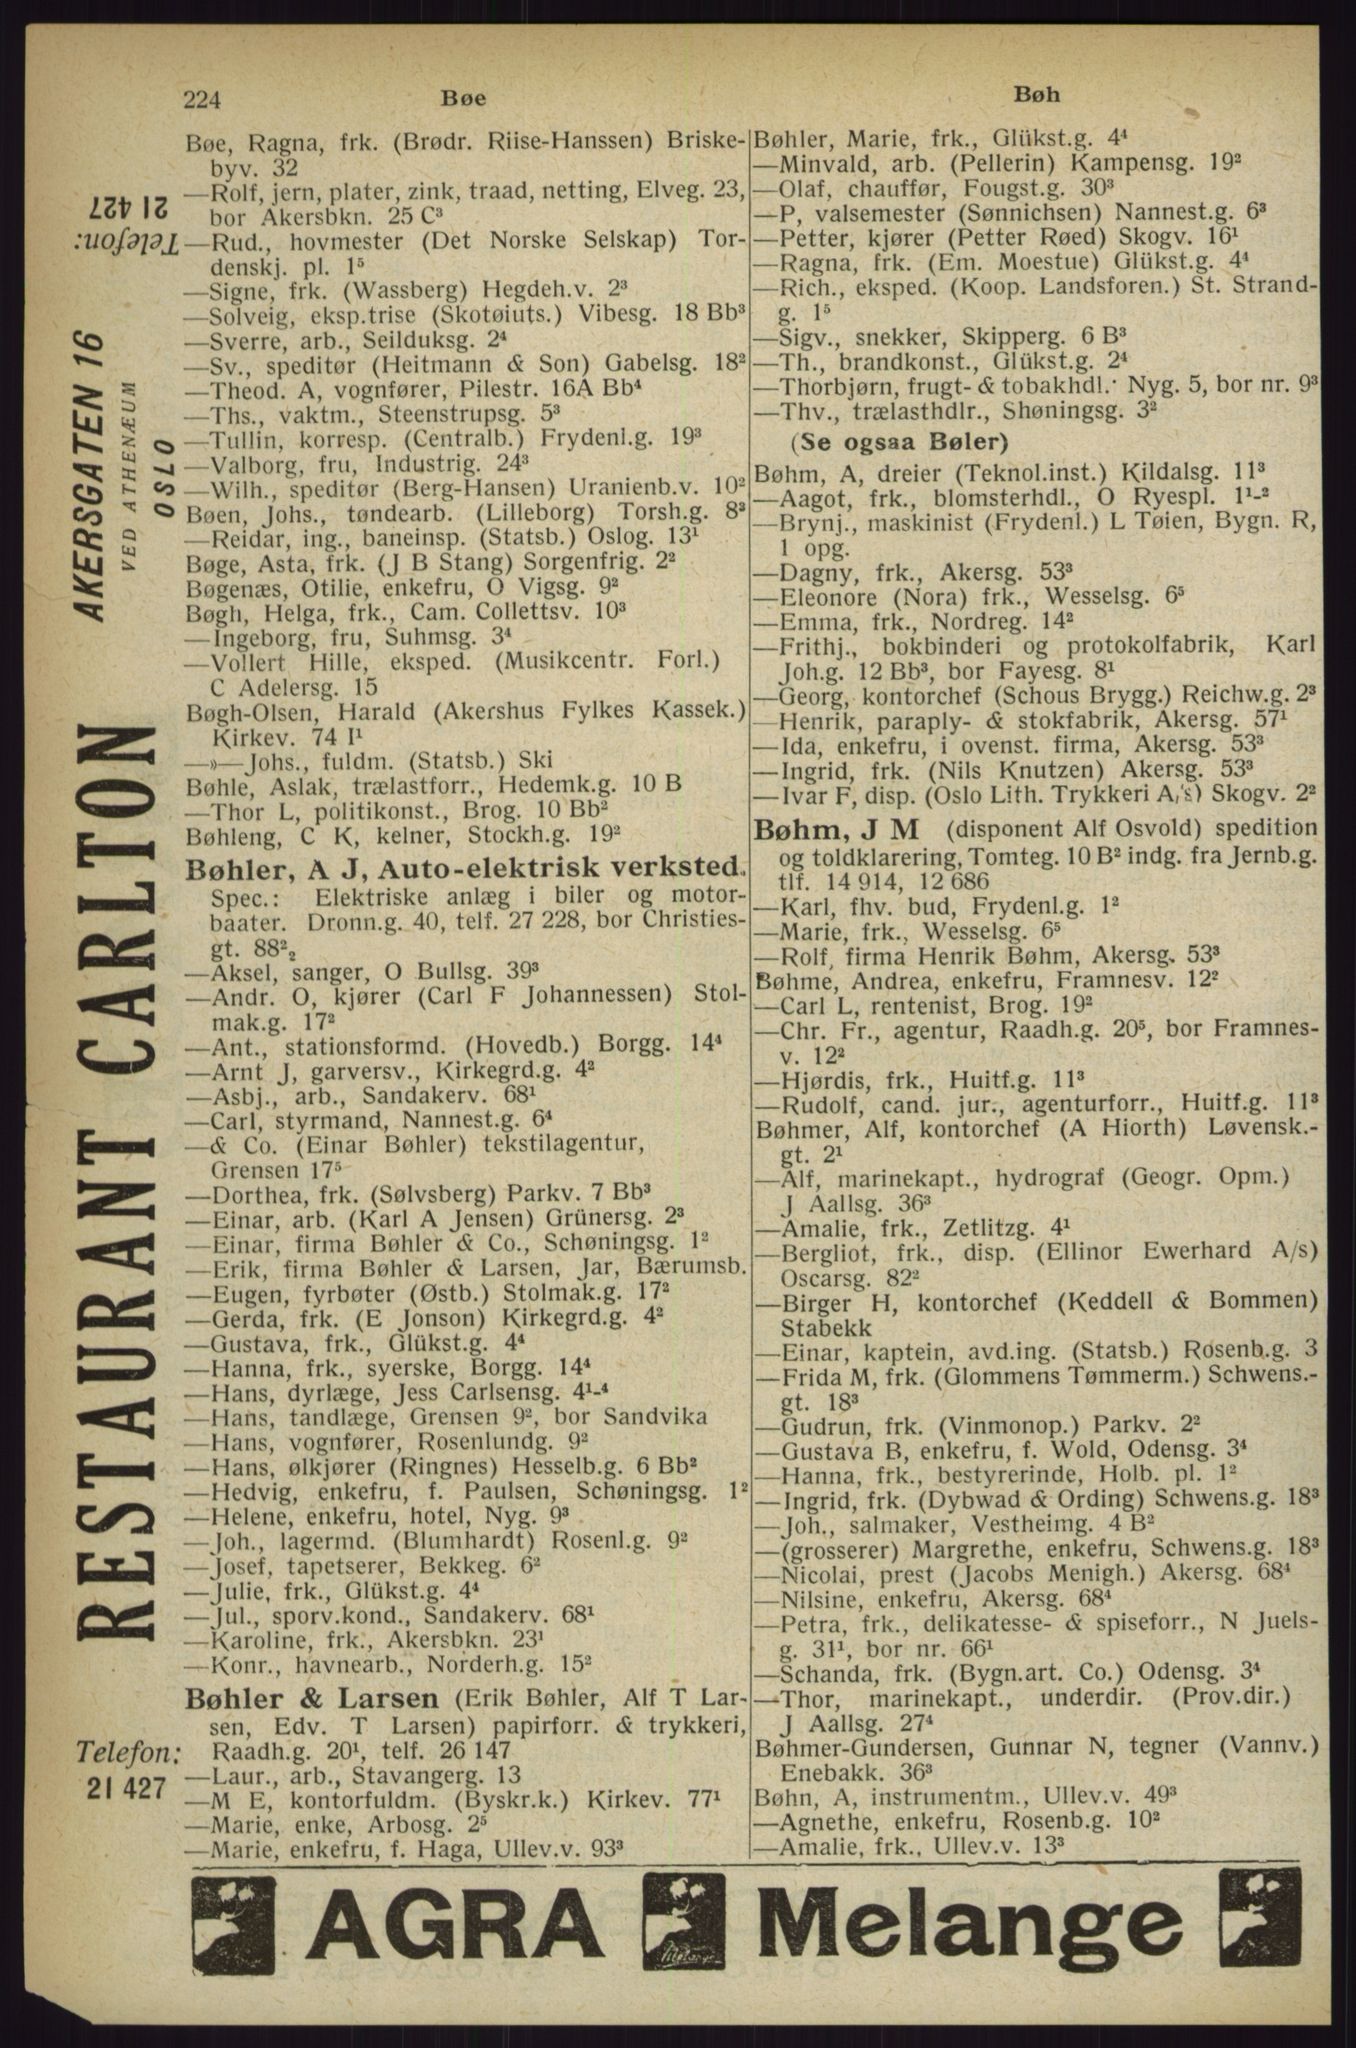 224
Bøe
Bøh
Bøe, Ragna, frk. (Brødr. Riise-Hanssen) Briske-
byv. 32
—Rolf, jern, plater, zink, traad, netting, Elveg. 23,
bor Akersbkn. 25 C³
—Rud., hovmester (Det Norske Selskap) Tor-
denskj. pl. 1⁵
—Signe, frk. (Wassberg) Hegdeh.v. 2³
—Solveig, eksp.trise (Skotøiuts.) Vibesg. 18 Bb³
—Sverre, arb., Seilduksg. 2⁴
—Sv., speditør (Heitmann & Son) Gabelsg. 18²
—Theod. A, vognfører, Pilestr. 16A Bb⁴
—Ths., vaktm., Steenstrupsg. 5³
—Tullin, korresp. (Centralb.) Frydenl.g. 19³
—Valborg, fru, Industrig. 24³
—Wilh., speditør (Berg-Hansen) Uranienb.v. 10²
Bøen, Johs., tøndearb. (Lilleborg) Torsh.g. 8³
—Reidar, ing., baneinsp. (Statsb.) Oslog. 13¹
Bøge, Asta, frk. (J B Stang) Sorgenfrig. 2²
Bøgenæs, Otilie, enkefru, O Vigsg. 9²
Bøgh, Helga, frk., Cam. Collettsv. 10³
—Ingeborg, fru, Suhmsg. 3⁴
—Vollert Hille, eksped. (Musikcentr. Forl.)
C Adelersg. 15
Bøgh-Olsen, Harald (Akershus Fylkes Kassek.)
Kirkev. 74 I¹
—»—Johs., fuldm. (Statsb.) Ski
Bøhle, Aslak, trælastforr., Hedemk.g. 10 B
—Thor L, politikonst., Brog. 10 Bb²
Bøhleng, C K, kelner, Stockh.g. 19²
Bøhler, A J, Auto-elektrisk verksted.
Spec.: Elektriske anlæg i biler og motor-
baater. Dronn.g. 40, telf. 27 228, bor Christies-
gt. 88²₂
—Aksel, sanger, O Bullsg. 39³
—Andr. O, kjører (Carl F Johannessen) Stol-
mak.g. 17²
—Ant., stationsformd. (Hovedb.) Borgg. 14⁴
—Arnt J, garversv., Kirkegrd.g. 4²
—Asbj., arb., Sandakerv. 68¹
—Carl, styrmand, Nannest.g. 6⁴
—& Co. (Einar Bøhler) tekstilagentur,
Grensen 17⁵
—Dorthea, frk. (Sølvsberg) Parkv. 7 Bb³
—Einar, arb. (Karl A Jensen) Grünersg. 2³
—Einar, firma Bøhler & Co., Schøningsg. 1²
—Erik, firma Bøhler & Larsen, Jar, Bærumsb.
—Eugen, fyrbøter (Østb.) Stolmak.g. 17²
—Gerda, frk. (E Jonson) Kirkegrd.g. 4²
—Gustava, frk., Glükst.g. 4⁴
—Hanna, frk., syerske, Borgg. 14⁴
—Hans, dyrlæge, Jess Carlsensg. 4¹-⁴
—Hans, tandlæge, Grensen 9², bor Sandvika
—Hans, vognfører, Rosenlundg. 9²
—Hans, ølkjører (Ringnes) Hesselb.g. 6 Bb²
—Hedvig, enkefru, f. Paulsen, Schøningsg. 1²
—Helene, enkefru, hotel, Nyg. 9³
—Joh., lagermd. (Blumhardt) Rosenl.g. 9²
—Josef, tapetserer, Bekkeg. 6²
—Julie, frk., Glükst.g. 4⁴
—Jul., sporv.kond., Sandakerv. 68¹
—Karoline, frk., Akersbkn. 23¹
—Konr., havnearb., Norderh.g. 15²
Bøhler & Larsen (Erik Bøhler, Alf T Lar-
sen, Edv. T Larsen) papirforr. & trykkeri,
Raadh.g. 20¹, telf. 26 147
—Laur., arb., Stavangerg. 13
—M E, kontorfuldm. (Byskr.k.) Kirkev. 77¹
—Marie, enke, Arbosg. 2⁵
—Marie, enkefru, f. Haga, Ullev.v. 93³
Bøhler, Marie, frk., Glükst.g. 4⁴
—Minvald, arb. (Pellerin) Kampensg. 19²
—Olaf, chauffør, Fougst.g. 30³
—P, valsemester (Sønnichsen) Nannest.g. 6³
—Petter, kjører (Petter Røed) Skogv. 16¹
—Ragna, frk. (Em. Moestue) Glükst.g. 4⁴
—Rich., eksped. (Koop. Landsforen.) St. Strand-
g. 1⁵
—Sigv., snekker, Skipperg. 6 B³
—Th., brandkonst., Glükst.g. 2⁴
—Thorbjørn, frugt- & tobakhdl. Nyg. 5, bor nr. 9³
—Thv., trælasthdlr., Shøningsg. 3²
(Se ogsaa Bøler)
Bøhm, A, dreier (Teknol.inst.) Kildalsg. 11³
—Aagot, frk., blomsterhdl., O Ryespl. 1¹-²
—Brynj., maskinist (Frydenl.) L Tøien, Bygn. R,
1 opg.
—Dagny, frk., Akersg. 53³
—Eleonore (Nora) frk., Wesselsg. 6⁵
—Emma, frk., Nordreg. 14²
—Frithj., bokbinderi og protokolfabrik, Karl
Joh.g. 12 Bb³, bor Fayesg. 8¹
—Georg, kontorchef (Schous Brygg.) Reichw.g. 2³
—Henrik, paraply- & stokfabrik, Akersg. 57¹
—Ida, enkefru, i ovenst. firma, Akersg. 53³
—Ingrid, frk. (Nils Knutzen) Akersg. 53³
—Ivar F, disp. (Oslo Lith. Trykkeri A/s) Skogv. 2²
Bøhm, J M (disponent Alf Osvold) spedition
og toldklarering, Tomteg. 10 B² indg. fra Jernb.g.
tlf. 14 914, 12 686
—Karl, fhv. bud, Frydenl.g. 1²
—Marie, frk., Wesselsg. 6⁵
—Rolf, firma Henrik Bøhm, Akersg. 53³
Bøhme, Andrea, enkefru, Framnesv. 12²
—Carl L, rentenist, Brog. 19²
—Chr. Fr., agentur, Raadh.g. 20⁵, bor Framnes-
v. 12²
—Hjørdis, frk., Huitf.g. 11³
—Rudolf, cand. jur., agenturforr., Huitf.g. 11³
Bøhmer, Alf, kontorchef (A Hiorth) Løvensk.-
gt. 2¹
—Alf, marinekapt., hydrograf (Geogr. Opm.)
J Aallsg. 36³
—Amalie, frk., Zetlitzg. 4¹
—Bergliot, frk., disp. (Ellinor Ewerhard A/s)
Oscarsg. 82²
—Birger H, kontorchef (Keddell & Bommen)
Stabekk
—Einar, kaptein, avd.ing. (Statsb.) Rosenb.g. 3
—Frida M, frk. (Glommens Tømmerm.) Schwens.-
gt. 18³
—Gudrun, frk. (Vinmonop.) Parkv. 2²
—Gustava B, enkefru, f. Wold, Odensg. 3⁴
—Hanna, frk., bestyrerinde, Holb. pl. 1²
—Ingrid, frk. (Dybwad & Ording) Schwens.g. 18³
—Joh., salmaker, Vestheimg. 4 B²
—(grosserer) Margrethe, enkefru, Schwens.g. 18³
—Nicolai, prest (Jacobs Menigh.) Akersg. 68⁴
—Nilsine, enkefru, Akersg. 68⁴
—Petra, frk., delikatesse- & spiseforr., N Juels-
g. 31¹, bor nr. 66¹
—Schanda, frk. (Bygn.art. Co.) Odensg. 3⁴
—Thor, marinekapt., underdir. (Prov.dir.)
J Aallsg. 27⁴
Bøhmer-Gundersen, Gunnar N, tegner (Vannv.)
Enebakk. 36³
Bøhn, A, instrumentm., Ullev.v. 49³
—Agnethe, enkefru, Rosenb.g. 10²
—Amalie, frk., Ullev.v. 13³
Telefon:
21 427
RESTAURANT CARLTON
AKERSGATEN 16
VED ATHENÆUM
OSLO
Telefon:
21 427
AGRA Melange
Melange